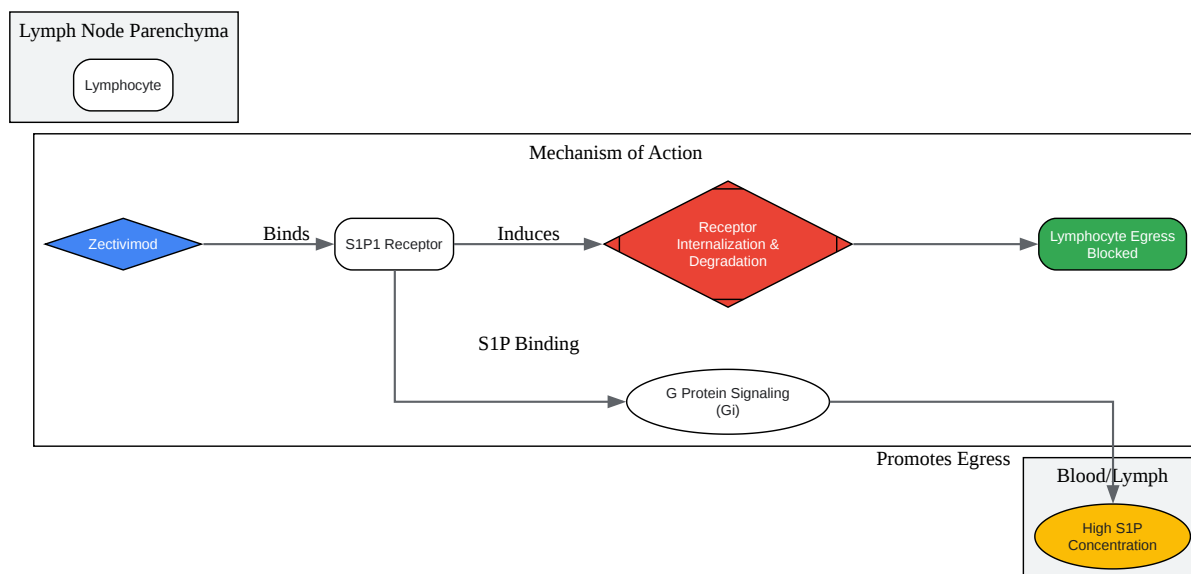 Lymph Node Parenchyma
Lymphocyte
Mechanism of Action
Zectivimod
Binds
S1P1 Receptor
Induces
Receptor
Internalization &
Degradation
Lymphocyte Egress
Blocked
S1P Binding
G Protein Signaling
(Gi)
Promotes Egress
Blood/Lymph
High S1P
Concentration